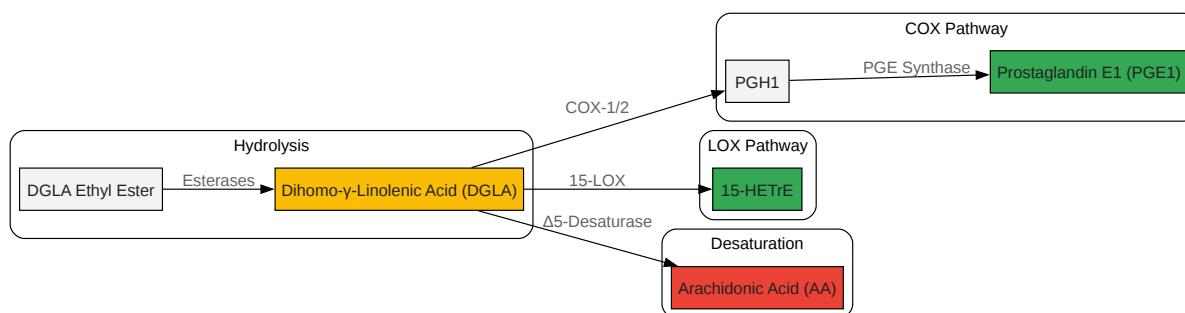 COX Pathway
PGH1
PGE Synthase
Prostaglandin E1 (PGE1)
COX-1/2
Hydrolysis
DGLA Ethyl Ester
Esterases
Dihomo-γ-Linolenic Acid (DGLA)
15-LOX
LOX Pathway
15-HETrE
Δ5-Desaturase
Desaturation
Arachidonic Acid (AA)